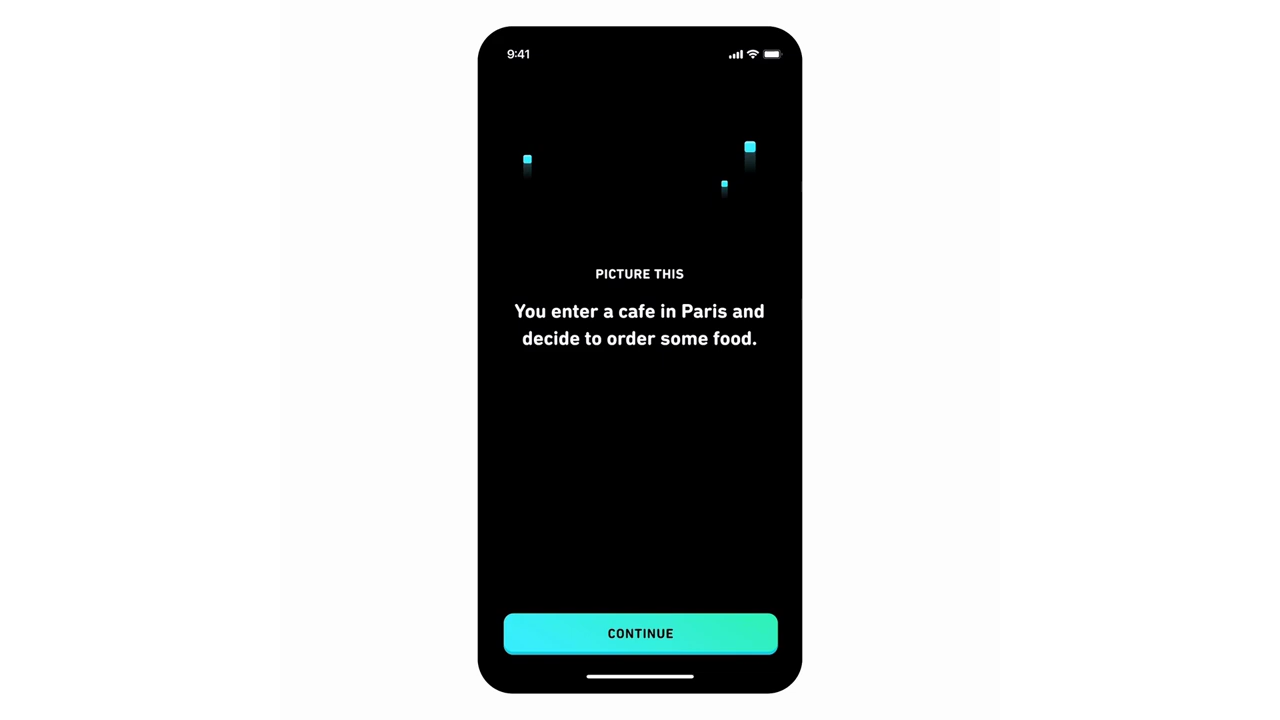 9:41
PICTURE THIS
You enter a cafe in Paris and
decide to order some food.
CONTINUE